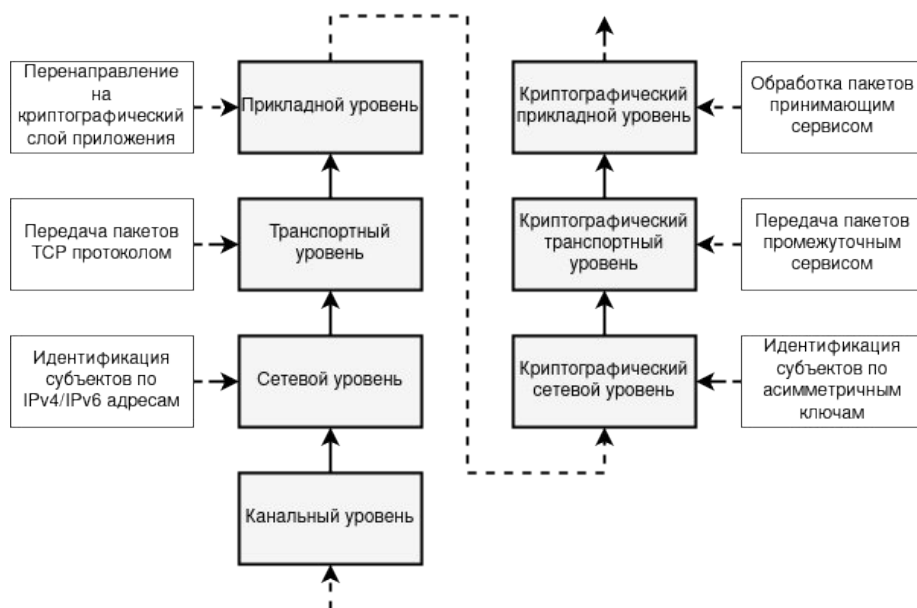 Перенаправление
на
криптографический
слой приложения
Прикладной уровень
Криптографический
прикладной уровень
Обработка пакетов
принимающим
сервисом
Передача пакетов
TCP протоколом
Транспортный
уровень
Криптографический
транспортный
уровень
Передача пакетов
промежуточным
сервисом
Идентификация
субъектов по
IPv4/IPv6 адресам
Сетевой уровень
Криптографический
сетевой уровень
Идентификация
субъектов по
асимметричным
ключам
Канальный уровень